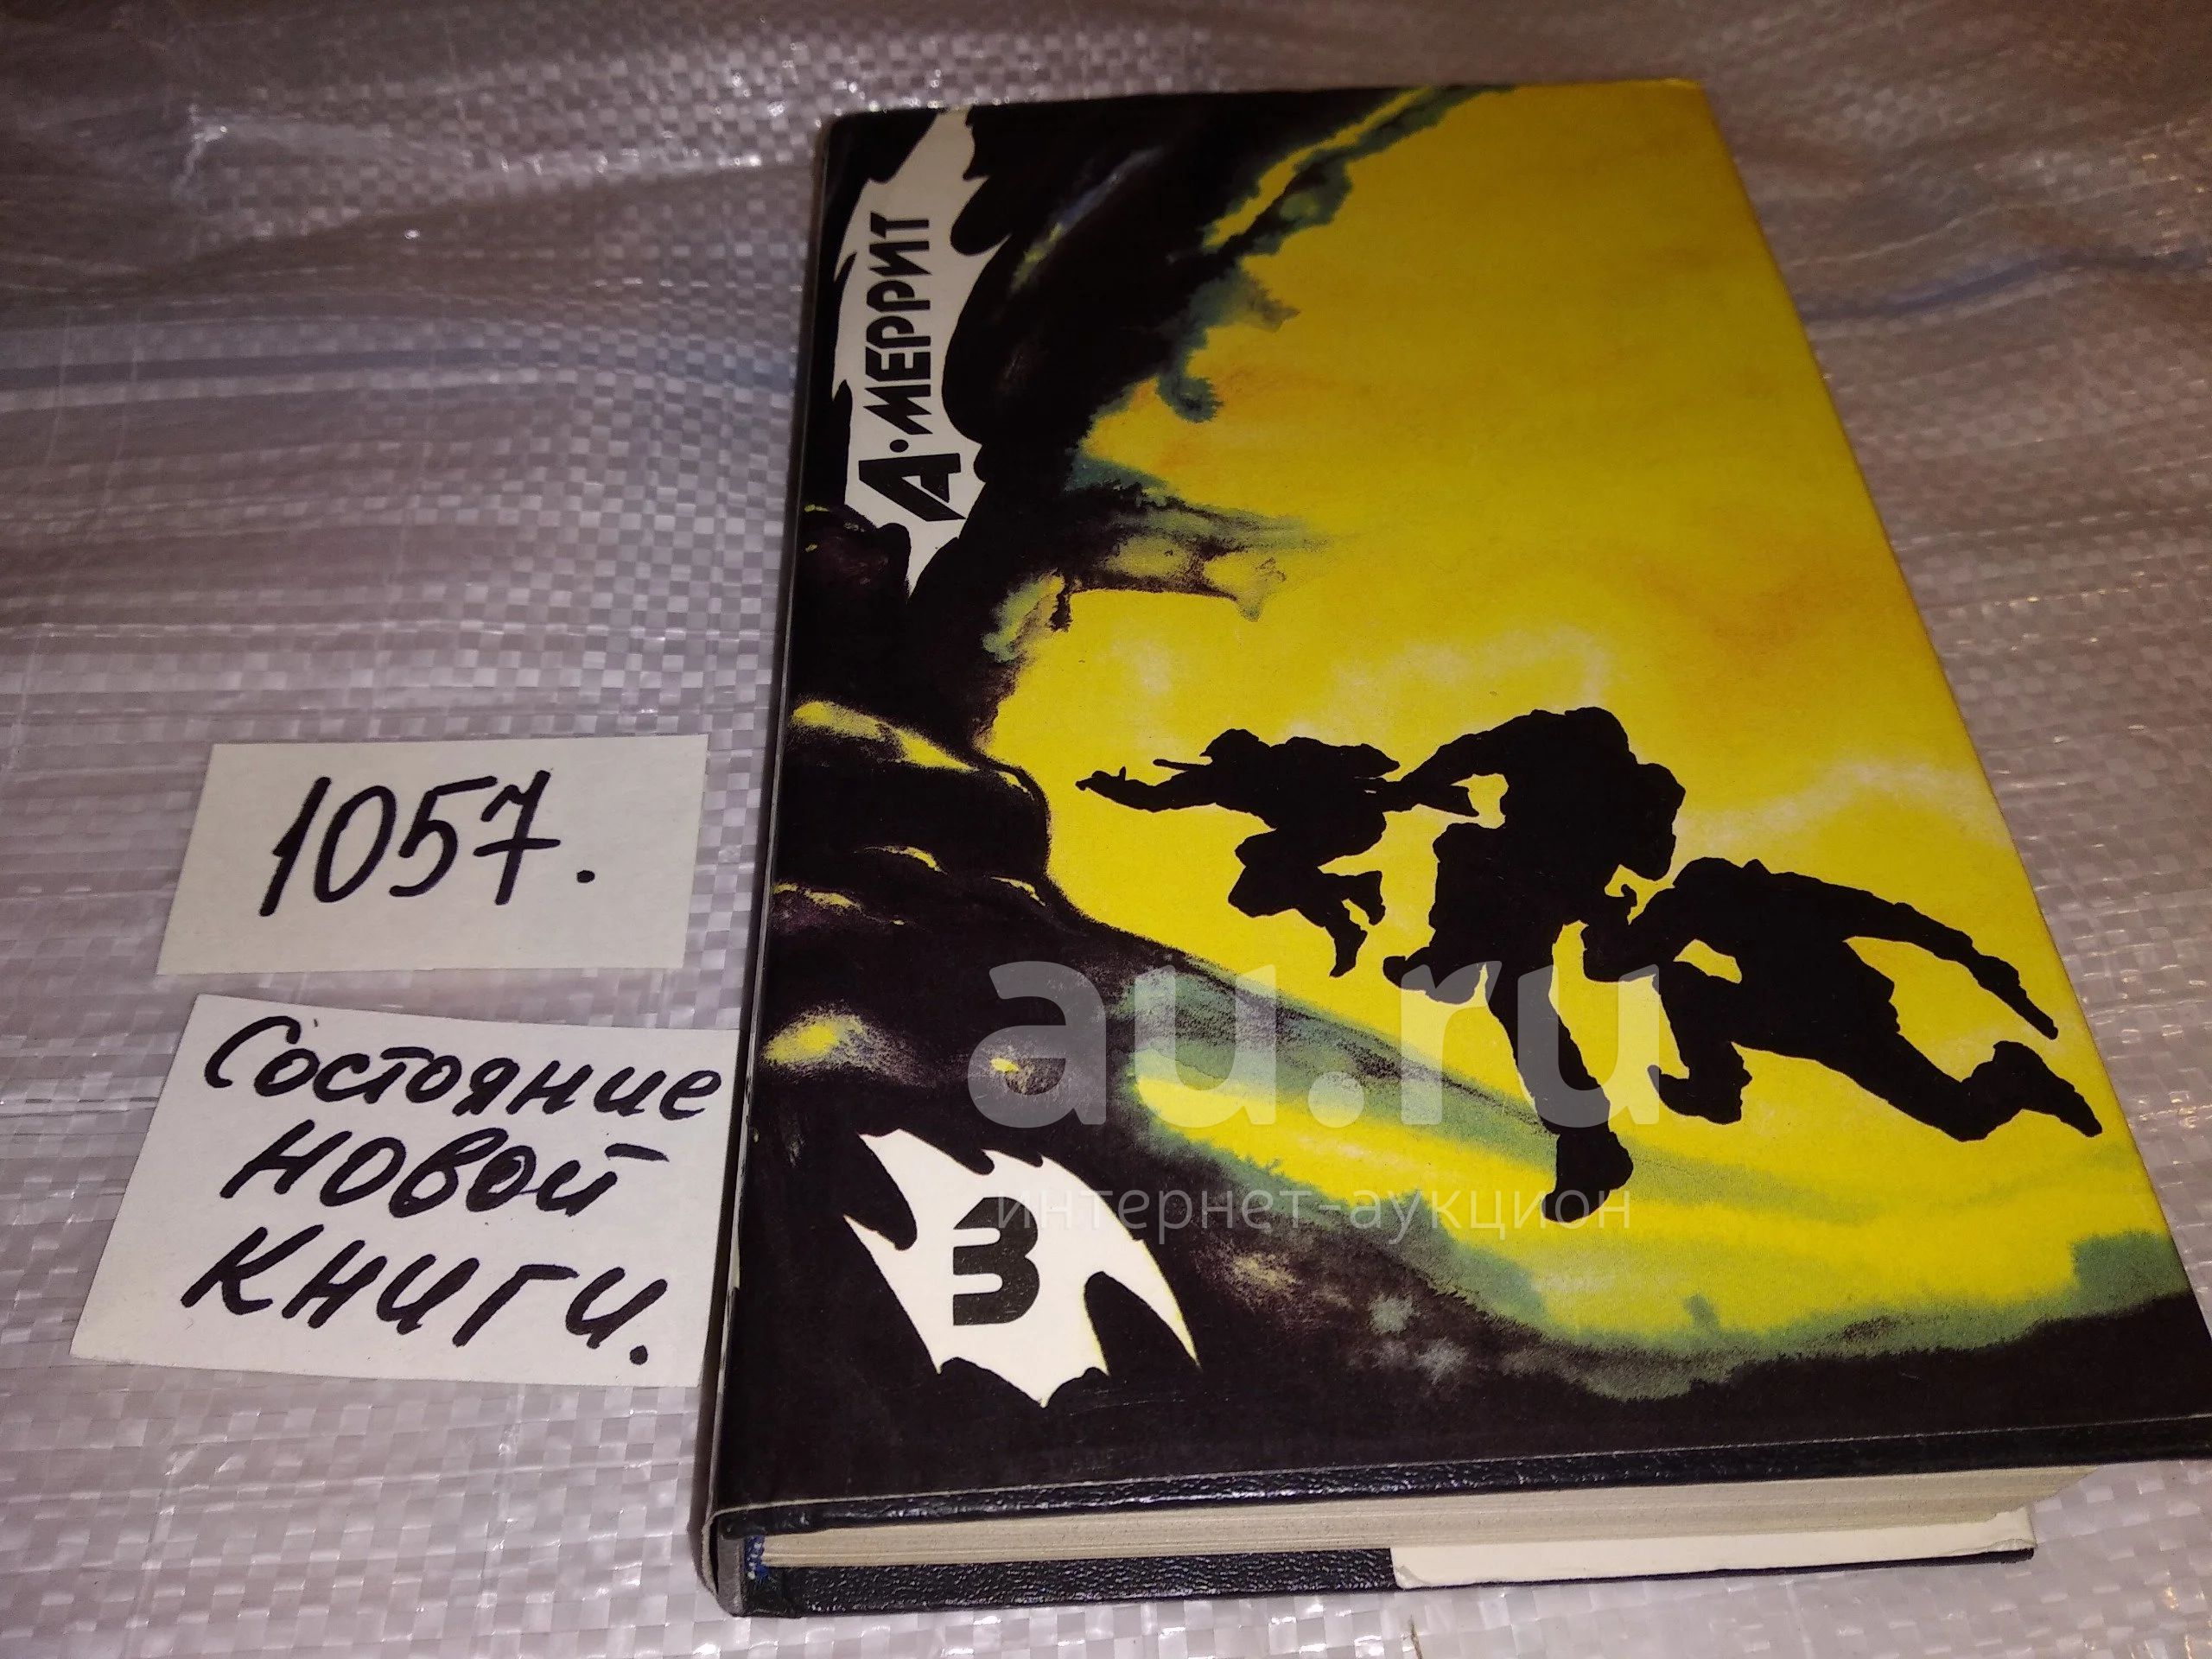 А·МЕРРИТ
1057.
Состояние
новой
книги.
au.ru
интернет-аукцион
3